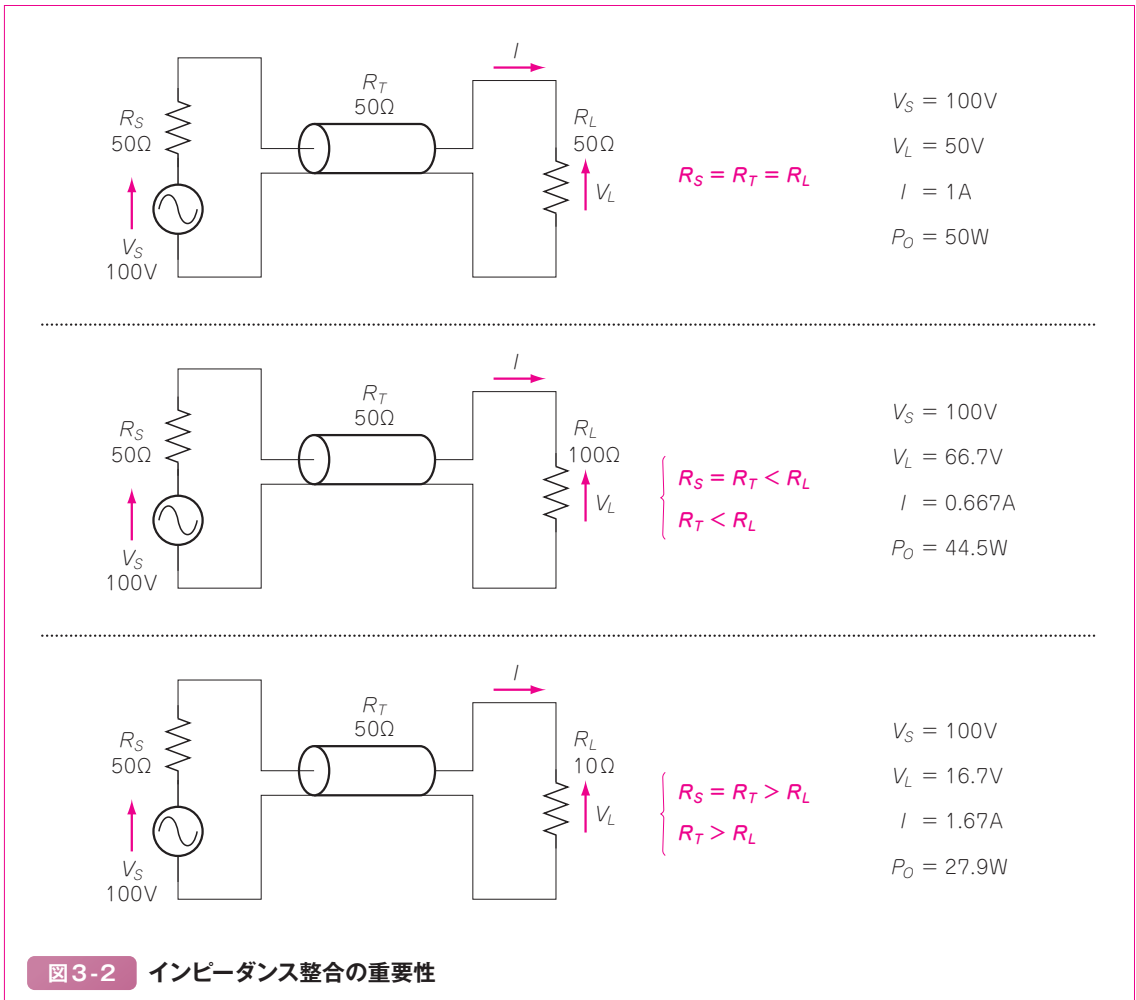 I
R_T
50Ω
R_S
50Ω
R_L
50Ω
V_L
V_S
100V
R_S = R_T = R_L
V_S = 100V
V_L = 50V
I = 1A
P_O = 50W
I
R_T
50Ω
R_S
50Ω
R_L
100Ω
V_L
V_S
100V
R_S = R_T < R_L
R_T < R_L
V_S = 100V
V_L = 66.7V
I = 0.667A
P_O = 44.5W
I
R_T
50Ω
R_S
50Ω
R_L
10Ω
V_L
V_S
100V
R_S = R_T > R_L
R_T > R_L
V_S = 100V
V_L = 16.7V
I = 1.67A
P_O = 27.9W
図3-2 インピーダンス整合の重要性